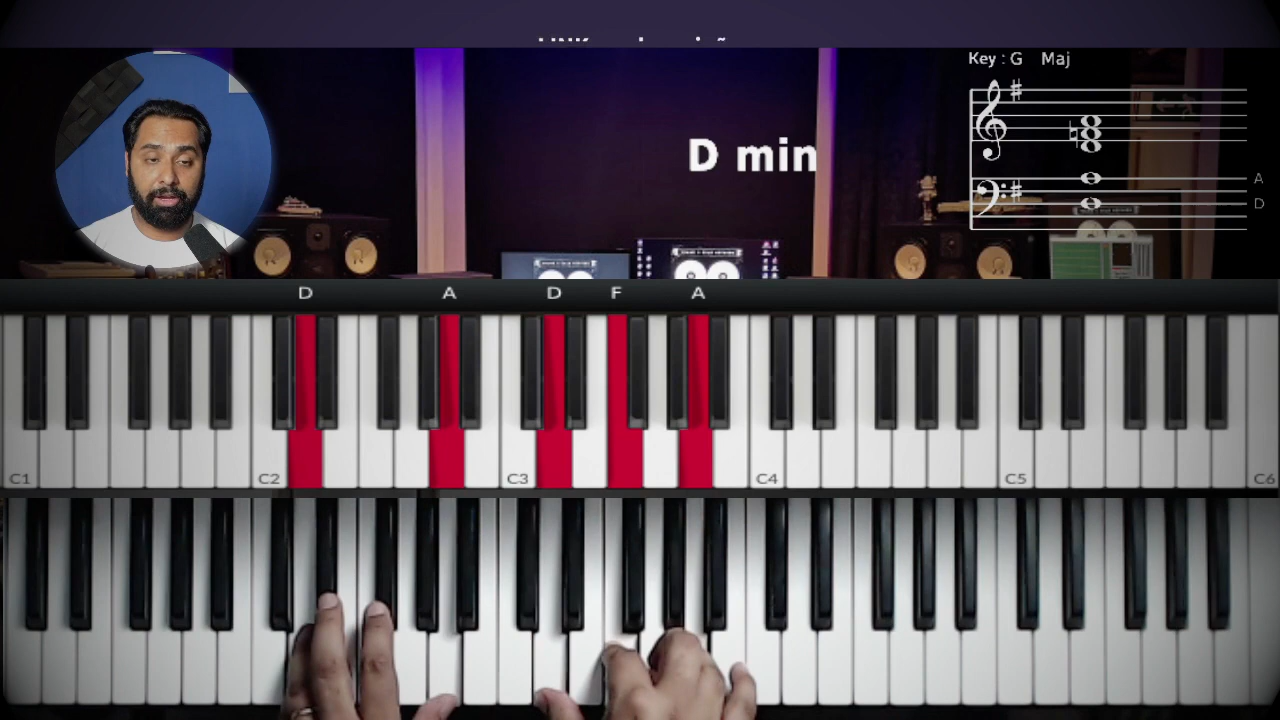 Key : G Maj
D min
A
D
D A D F A
C1 C2 C3 C4 C5 C6